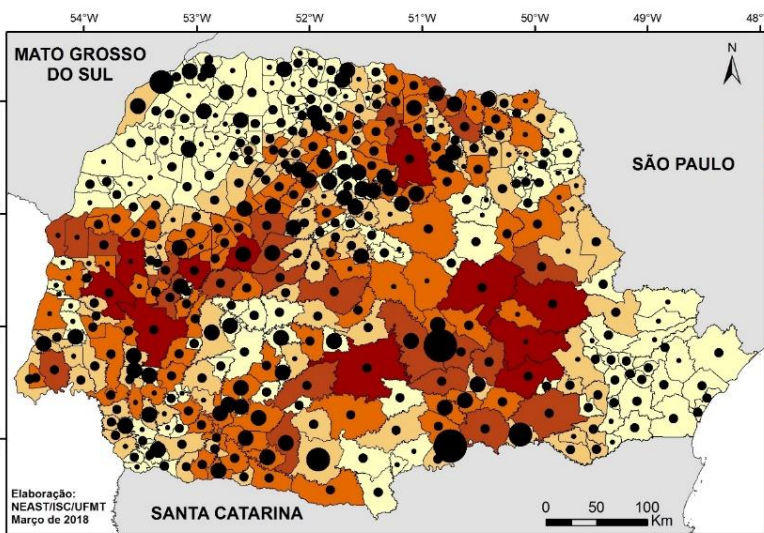 54°W 53°W 52°W 51°W 50°W 49°W 48°
MATO GROSSO
DO SUL
N
SÃO PAULO
Elaboração:
NEAST/ISC/UFMT
Março de 2018
SANTA CATARINA
0 50 100
Km